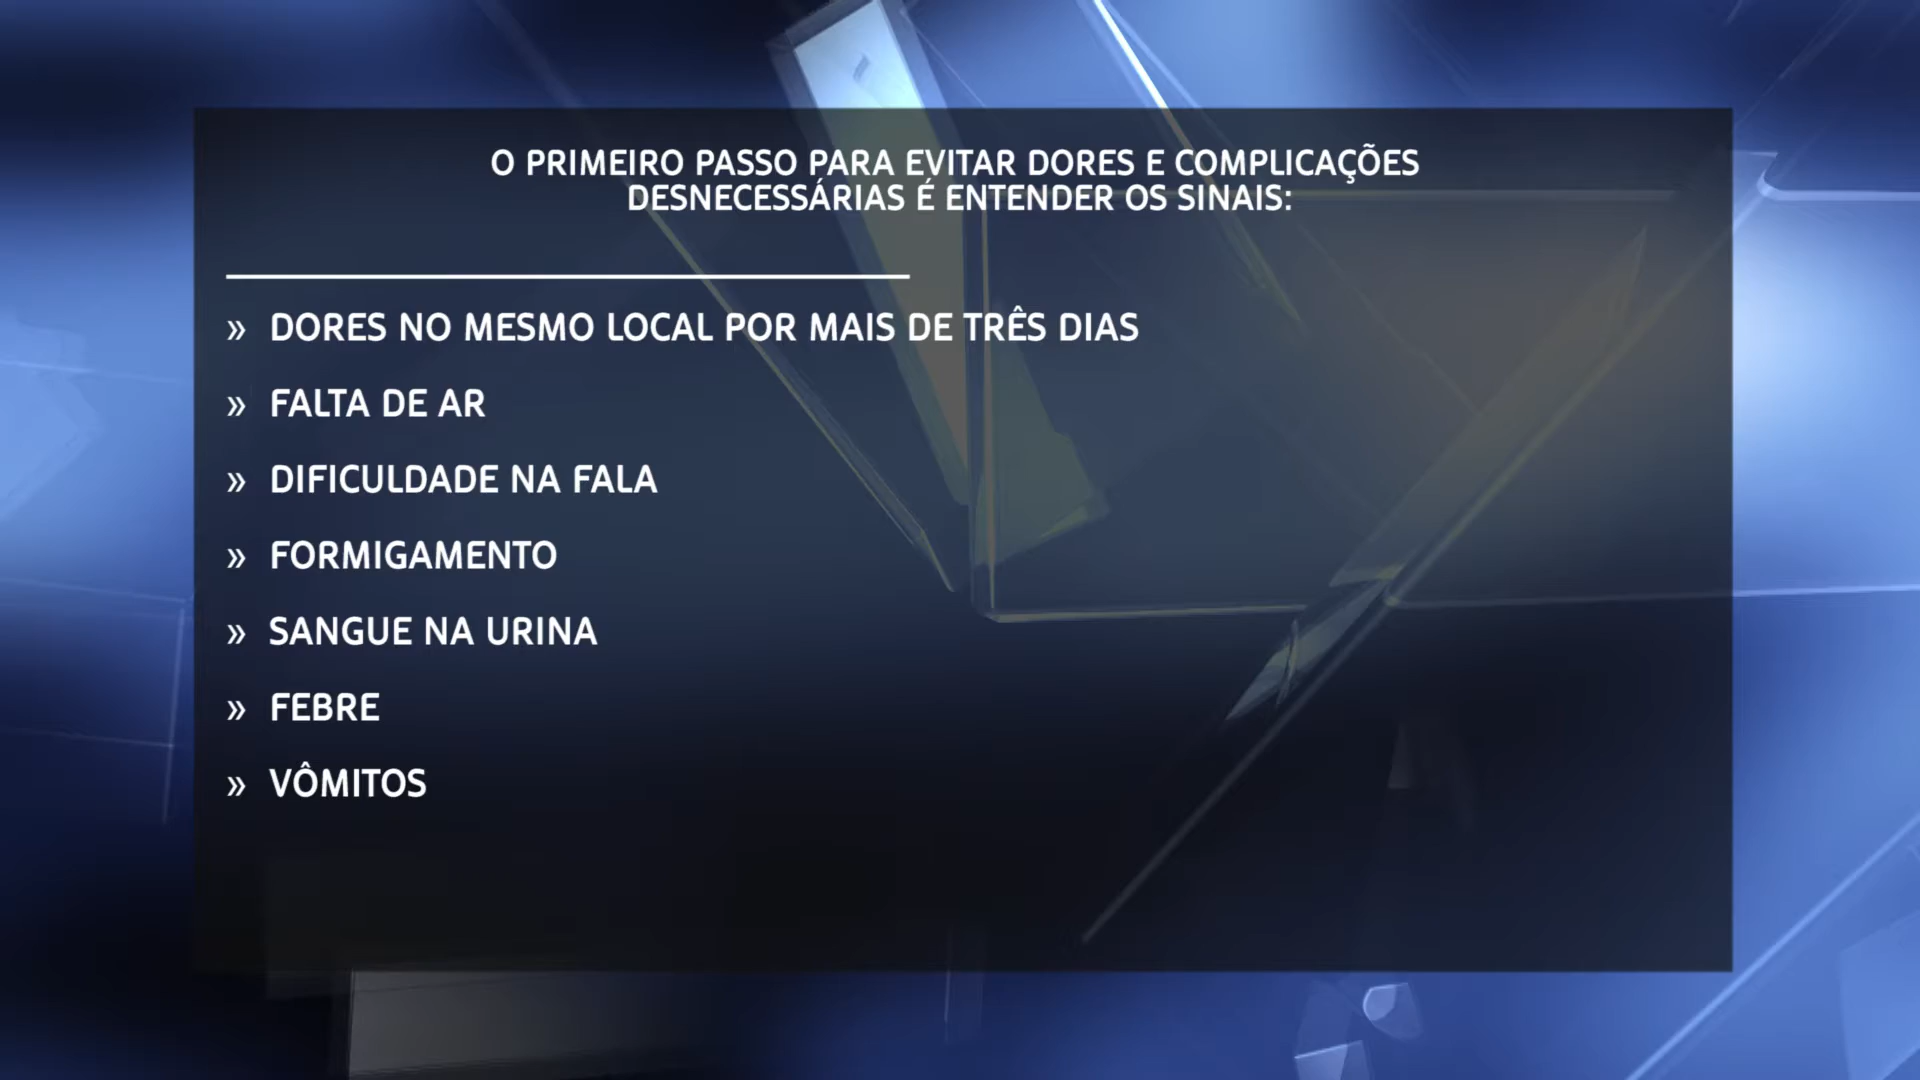 O PRIMEIRO PASSO PARA EVITAR DORES E COMPLICAÇÕES
DESNECESSÁRIAS É ENTENDER OS SINAIS:
» DORES NO MESMO LOCAL POR MAIS DE TRÊS DIAS
» FALTA DE AR
» DIFICULDADE NA FALA
» FORMIGAMENTO
» SANGUE NA URINA
» FEBRE
» VÔMITOS